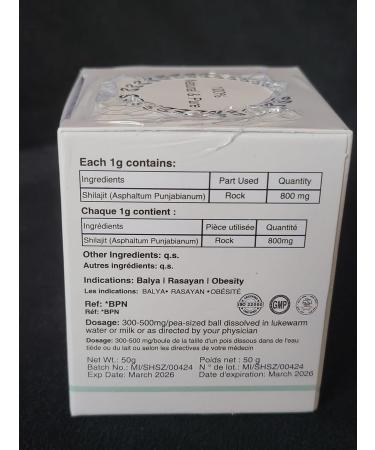 100%
Natural & Pure
Each 1g contains:
Ingredients Part Used Quantity
Shilajit (Asphaltum Punjabianum) Rock 800 mg
Chaque 1g contient :
Ingrédients Pièce utilisée Quantité
Shilajit (Asphaltum Punjabianum) Rock 800mg
Other Ingredients: q.s.
Autres ingrédients: q.s.
Indications: Balya | Rasayan | Obesity
Les indications: BALYA• RASAYAN •OBÉSITÉ
Ref: *BPN
Réf: *BPN
ISO 22000
GMP
Dosage: 300-500mg/pea-sized ball dissolved in lukewarm
water or milk or as directed by your physician
Dosage: 300-500 mg/boule de la taille d'un pois dissous dans de l'eau
tiède ou du lait ou selon les directives de votre médecin
Net Wt.: 50g Poids net : 50 g
Batch No.: MI/SHSZ/00424 N ° de lot.: MI/SHSZ/00424
Exp Date: March 2026 Date d'expiration: March 2026